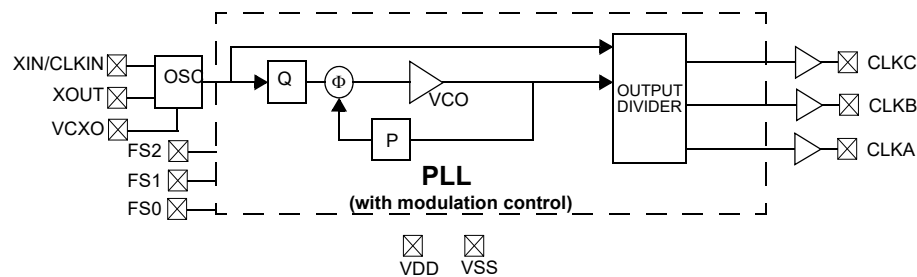 XIN/CLKIN
XOUT
VCXO
FS2
FS1
FS0
OSC
Q
Φ
VCO
P
PLL
(with modulation control)
OUTPUT
DIVIDER
CLKC
CLKB
CLKA
VDD
VSS